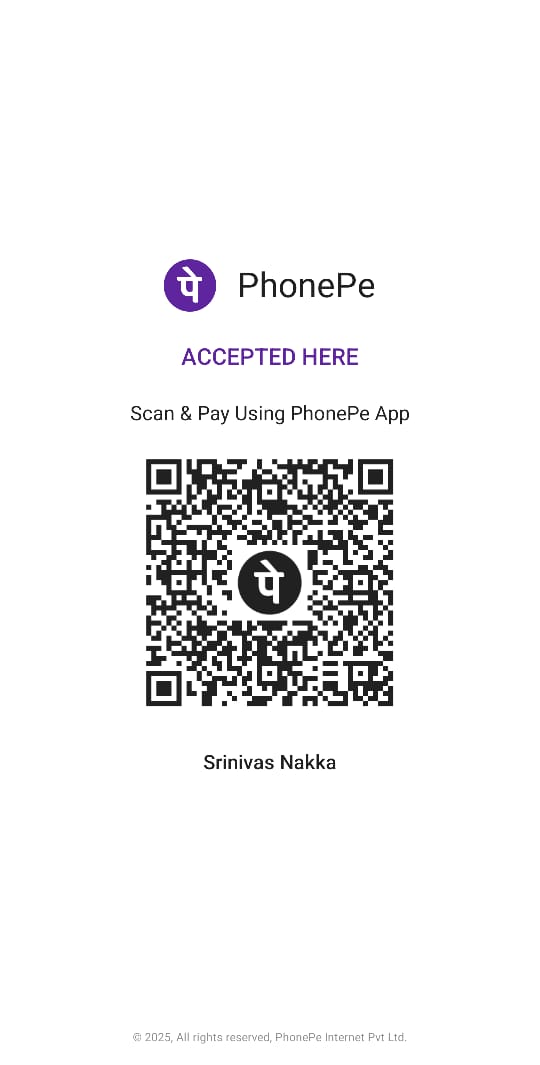 पे PhonePe
ACCEPTED HERE
Scan & Pay Using PhonePe App
पे
Srinivas Nakka
© 2025, All rights reserved, PhonePe Internet Pvt Ltd.